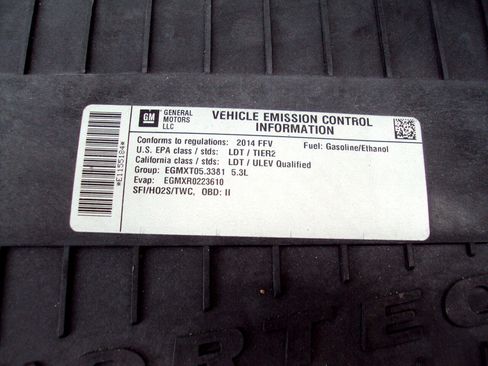 GM
GENERAL
MOTORS
LLC
VEHICLE EMISSION CONTROL
INFORMATION
Conforms to regulations: 2014 FFV
Fuel: Gasoline/Ethanol
U.S. EPA class / stds: LDT / TIER2
California class / stds: LDT / ULEV Qualified
Group: EGMXT05.3381 5.3L
Evap: EGMXR0223610
SFI/HO2S/TWC, OBD: II
*E1155184*
ORTEC